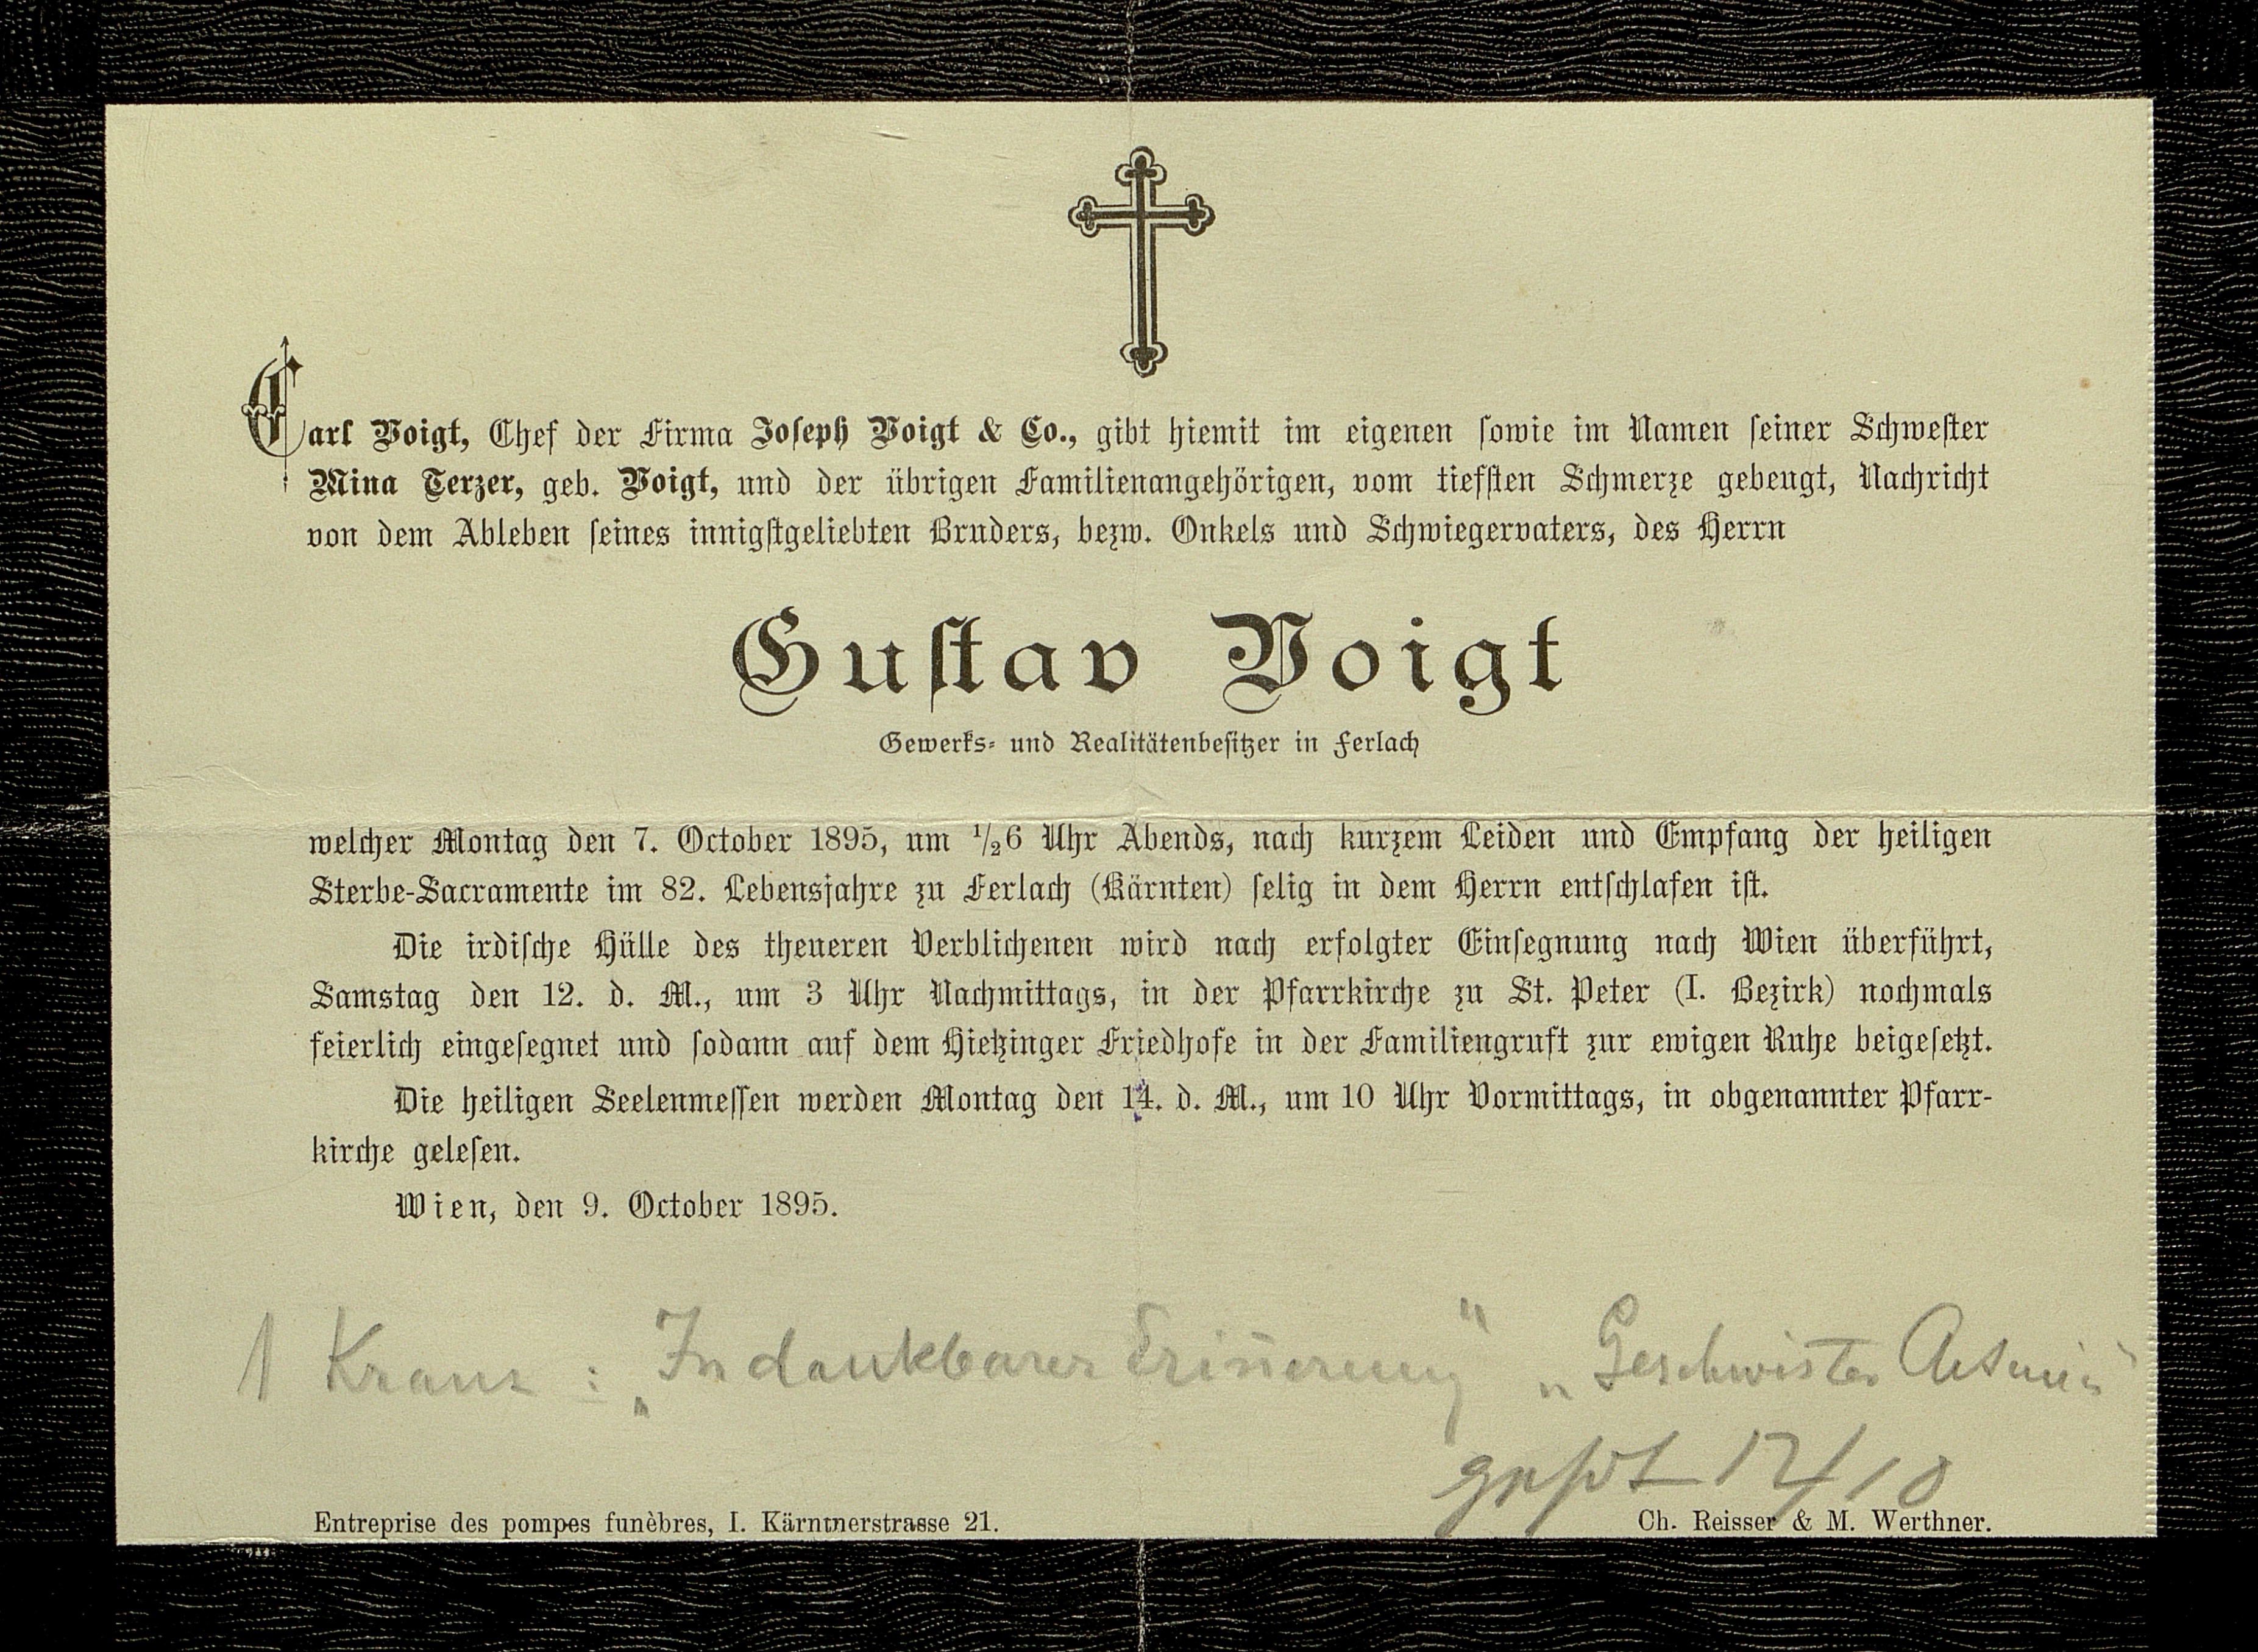 Carl Voigt, Chef der Firma Joseph Voigt & Co., gibt hiemit im eigenen sowie im Namen seiner Schwester
Mina Terzer, geb. Voigt, und der übrigen Familienangehörigen, vom tiefsten Schmerze gebeugt, Nachricht
von dem Ableben seines innigstgeliebten Bruders, bezw. Onkels und Schwiegervaters, des Herrn
Gustav Voigt
Gewerks- und Realitätenbesitzer in Ferlach
welcher Montag den 7. October 1895, um 1/2 6 Uhr Abends, nach kurzem Leiden und Empfang der heiligen
Sterbe-Sacramente im 82. Lebensjahre zu Ferlach (Kärnten) selig in dem Herrn entschlafen ist.
Die irdische Hülle des theueren Verblichenen wird nach erfolgter Einsegnung nach Wien überführt,
Samstag den 12. d. M., um 3 Uhr Nachmittags, in der Pfarrkirche zu St. Peter (I. Bezirk) nochmals
feierlich eingesegnet und sodann auf dem Hietzinger Friedhofe in der Familiengruft zur ewigen Ruhe beigesetzt.
Die heiligen Seelenmessen werden Montag den 14. d. M., um 10 Uhr Vormittags, in obgenannter Pfarr-
kirche gelesen.
Wien, den 9. October 1895.
1 Kranz : „In dankbarer Erin̄erung" „Geschwister
12/10
Entreprise des pompes funèbres, I. Kärntnerstrasse 21.
Ch. Reisser & M. Werthner.